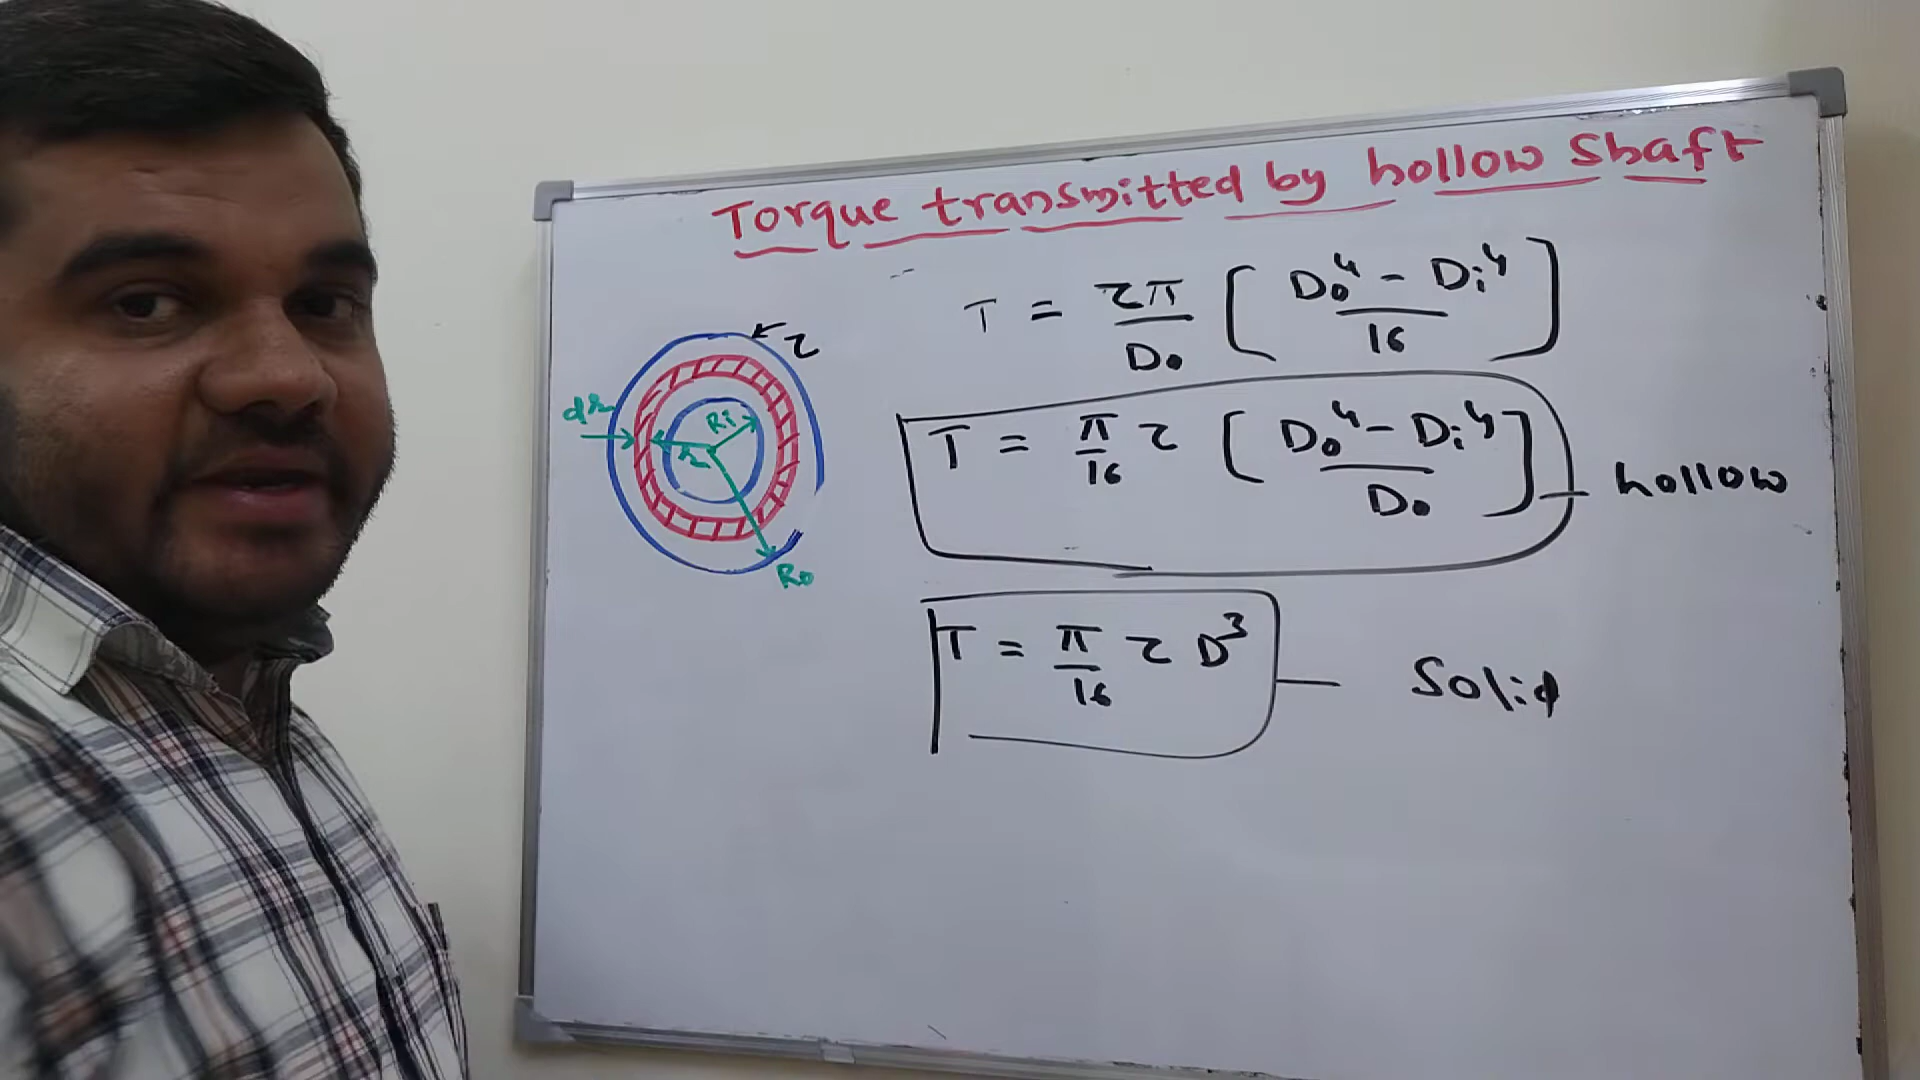 Torque transmitted by hollow Shaft
T = τπ/D₀ [ (D₀⁴ - Dᵢ⁴)/16 ]
τ
dr
Ri
r
Ro
T = π/16 τ [ (D₀⁴ - Dᵢ⁴)/D₀ ] — hollow
T = π/16 τ D³ — Solid